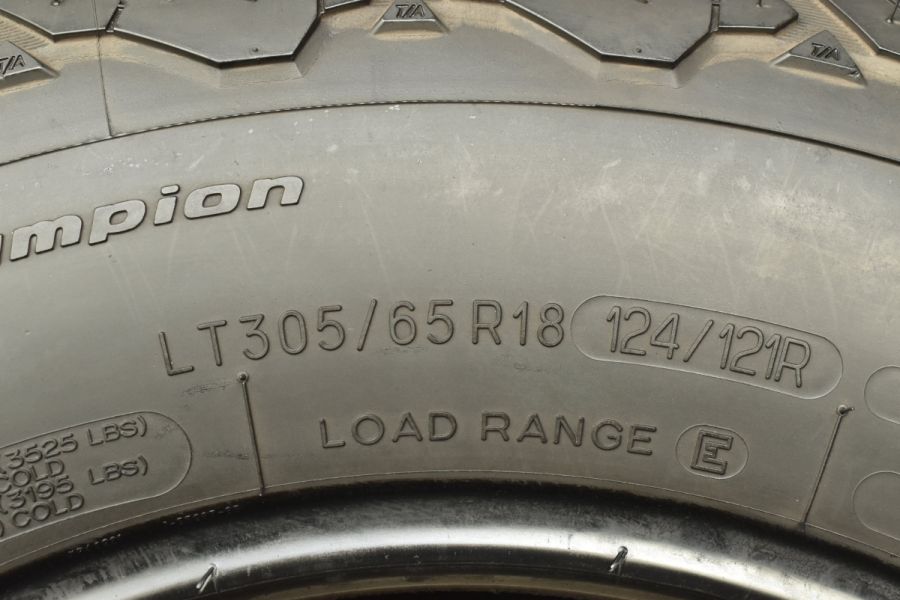 T/A
T/A
T/A
mpion
LT305/65R18 124/121R
LOAD RANGE E
(3525 LBS)
COLD
(3195 LBS)
) COLD